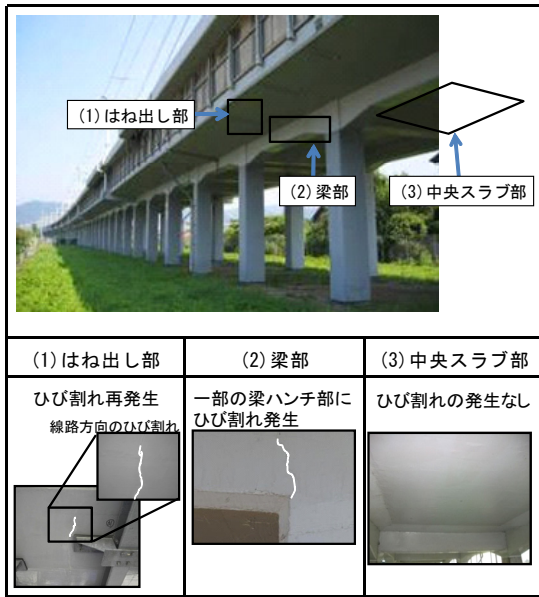 (1)はね出し部
(2)梁部
(3)中央スラブ部
(1)はね出し部
(2)梁部
(3)中央スラブ部
ひび割れ再発生
線路方向のひび割れ
一部の梁ハンチ部に
ひび割れ発生
ひび割れの発生なし